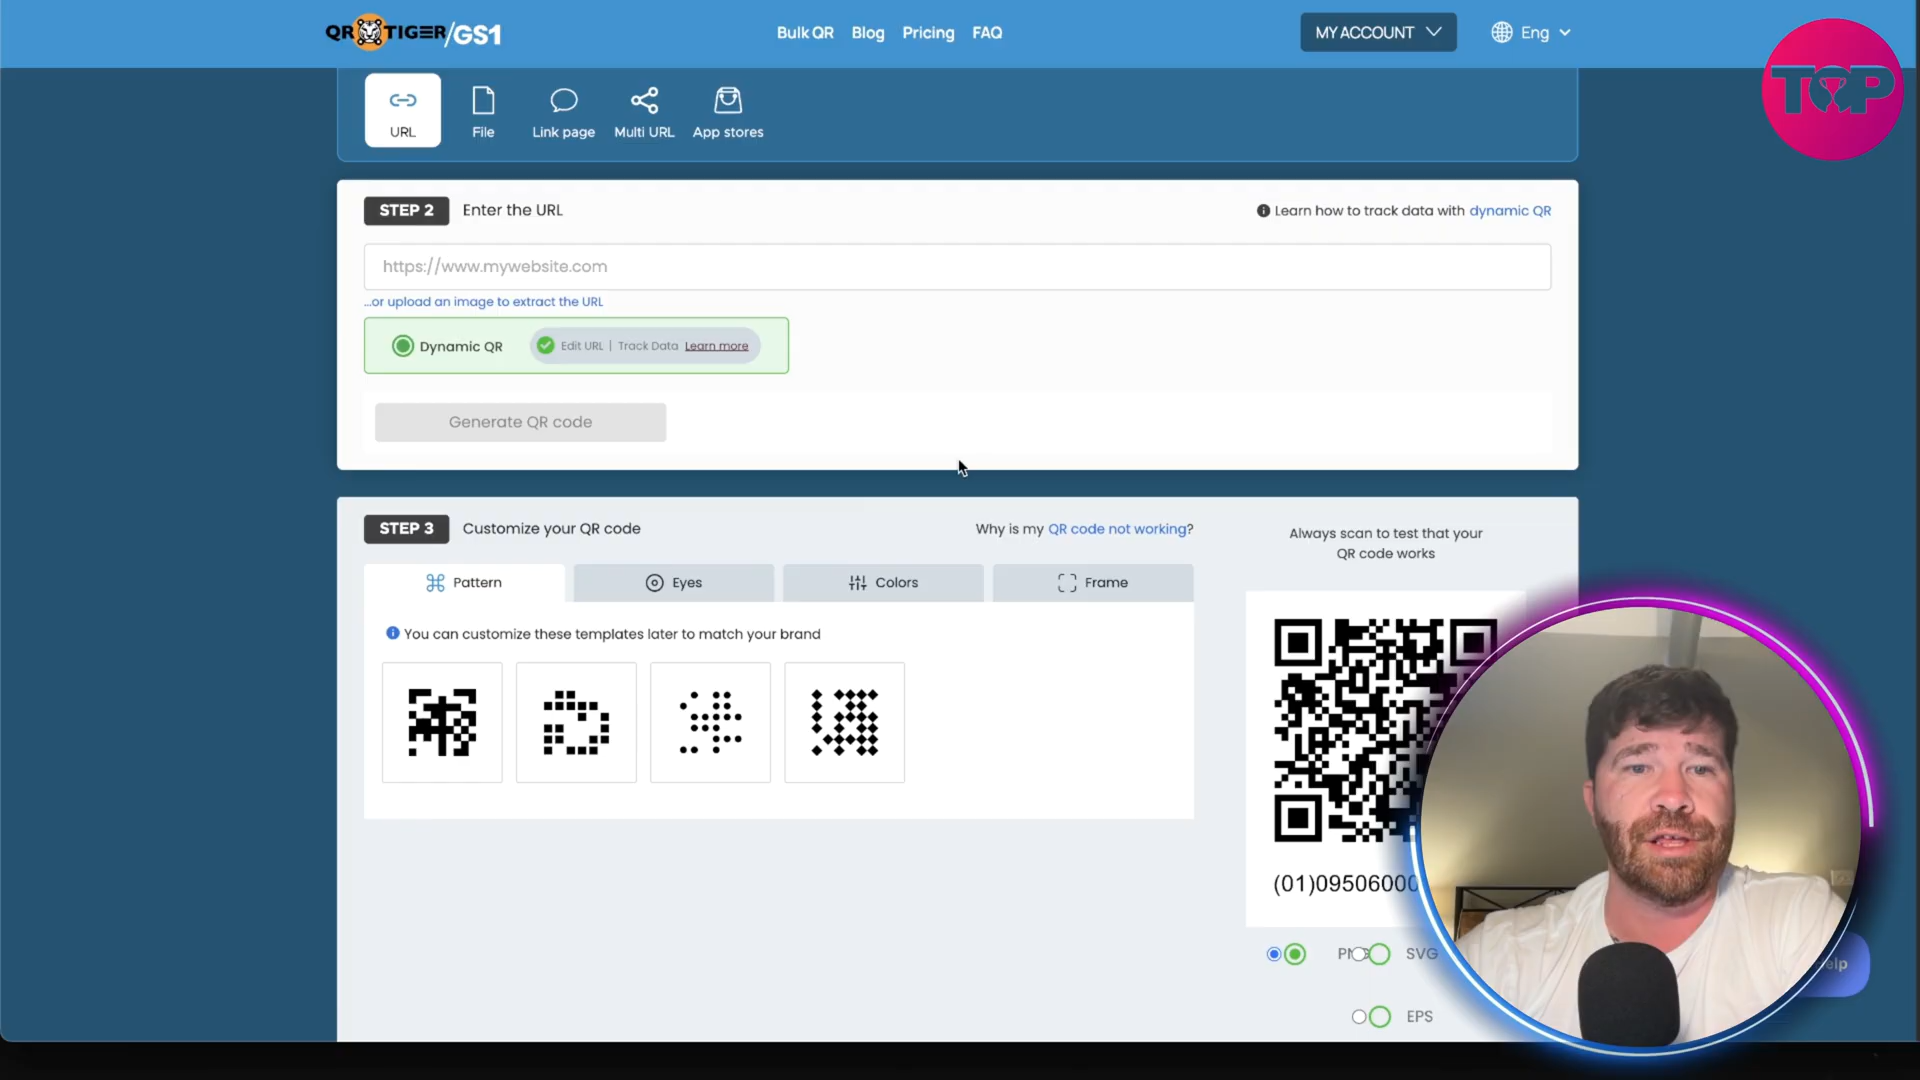 QR TIGER/GS1
Bulk QR
Blog
Pricing
FAQ
MY ACCOUNT
Eng
TOP
URL
File
Link page
Multi URL
App stores
STEP 2
Enter the URL
Learn how to track data with dynamic QR
https://www.mywebsite.com
...or upload an image to extract the URL
Dynamic QR
Edit URL | Track Data Learn more
Generate QR code
STEP 3
Customize your QR code
Why is my QR code not working?
Always scan to test that your
QR code works
Pattern
Eyes
Colors
Frame
You can customize these templates later to match your brand
(01)09506000
SVG
EPS